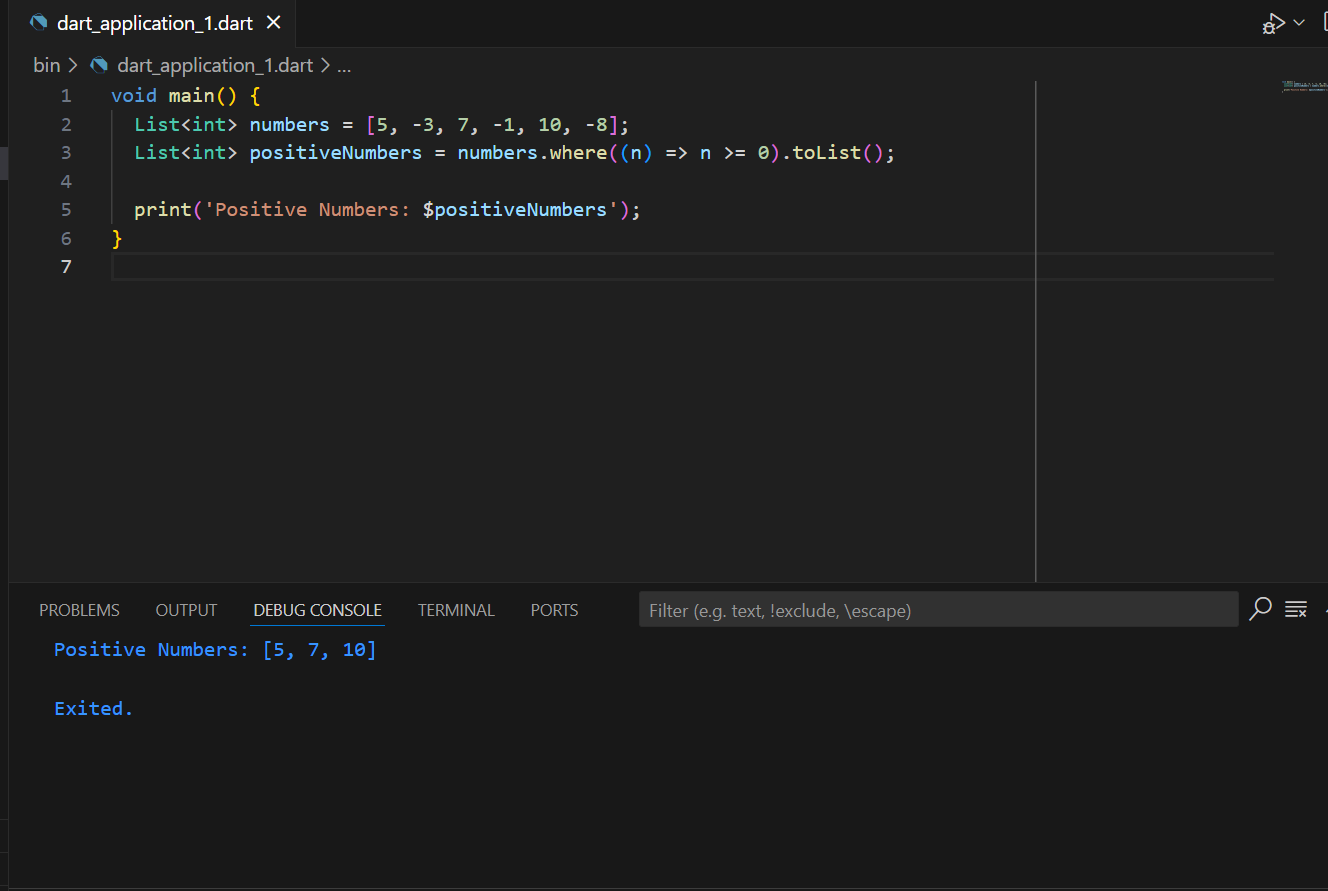 dart_application_1.dart
bin > dart_application_1.dart > ...
1 void main() {
2   List<int> numbers = [5, -3, 7, -1, 10, -8];
3   List<int> positiveNumbers = numbers.where((n) => n >= 0).toList();
4
5   print('Positive Numbers: $positiveNumbers');
6 }
7
PROBLEMS OUTPUT DEBUG CONSOLE TERMINAL PORTS Filter (e.g. text, !exclude, \escape)
Positive Numbers: [5, 7, 10]
Exited.